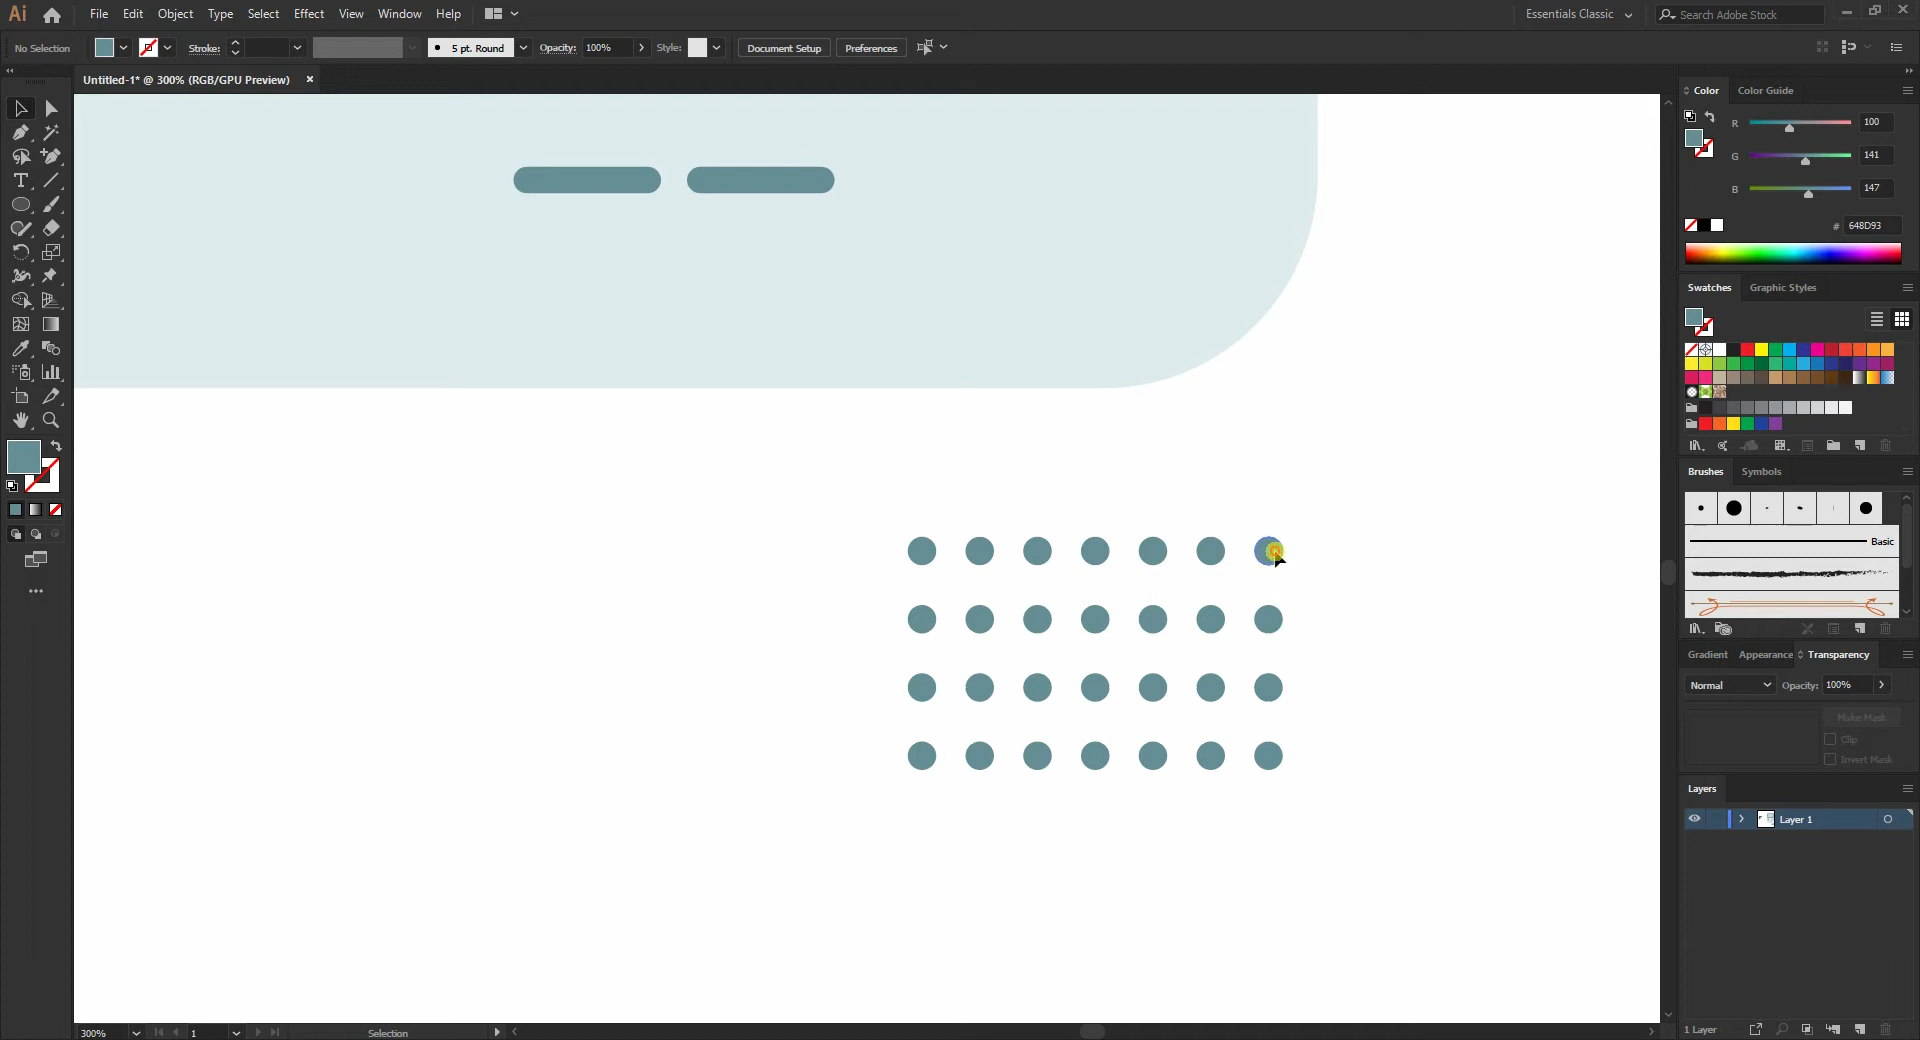 Ai File Edit Object Type Select Effect View Window Help Essentials Classic Search Adobe Stock
No Selection Stroke: 5 pt. Round Opacity: 100% Style: Document Setup Preferences
Untitled-1* @ 300% (RGB/GPU Preview) ×
Color Color Guide
R 100
G 141
B 147
# 648D93
Swatches Graphic Styles
Brushes Symbols
Basic
Gradient Appearance Transparency
Normal Opacity: 100%
Make Mask
Clip
Invert Mask
Layers
Layer 1
1 Layer
300% 1 Selection